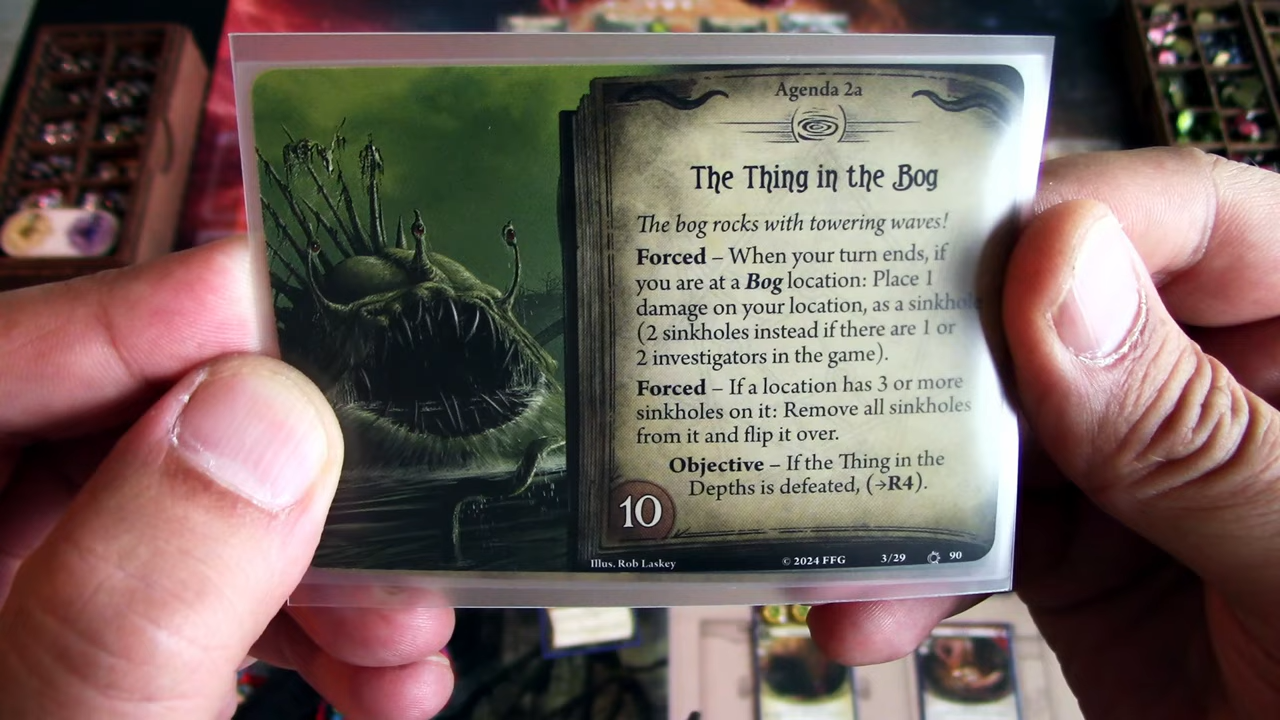 Agenda 2a
The Thing in the Bog
The bog rocks with towering waves!
Forced – When your turn ends, if
you are at a Bog location: Place 1
damage on your location, as a sinkhole
(2 sinkholes instead if there are 1 or
2 investigators in the game).
Forced – If a location has 3 or more
sinkholes on it: Remove all sinkholes
from it and flip it over.
Objective – If the Thing in the
Depths is defeated, (→R4).
10
Illus. Rob Laskey
© 2024 FFG
3/29
90